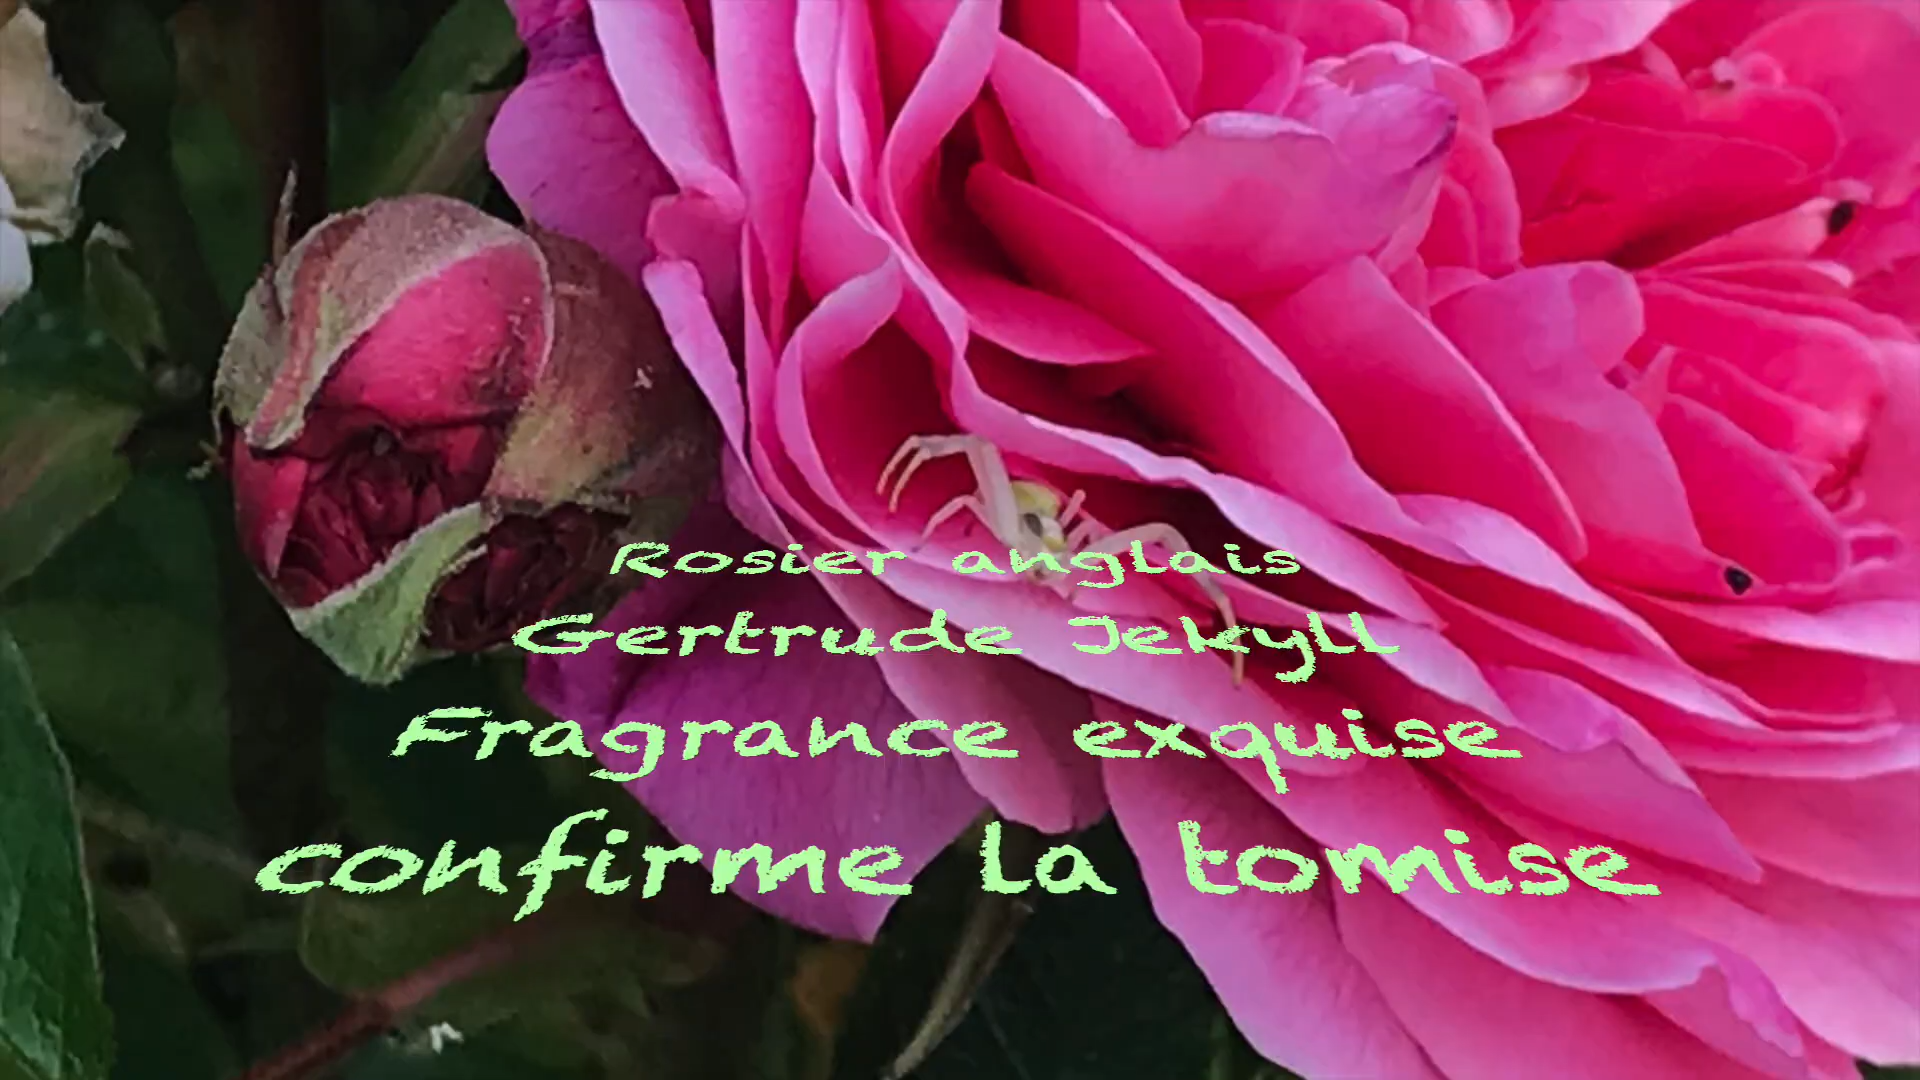 Rosier anglais
Gertrude Jekyll
Fragrance exquise
confirme la tomise